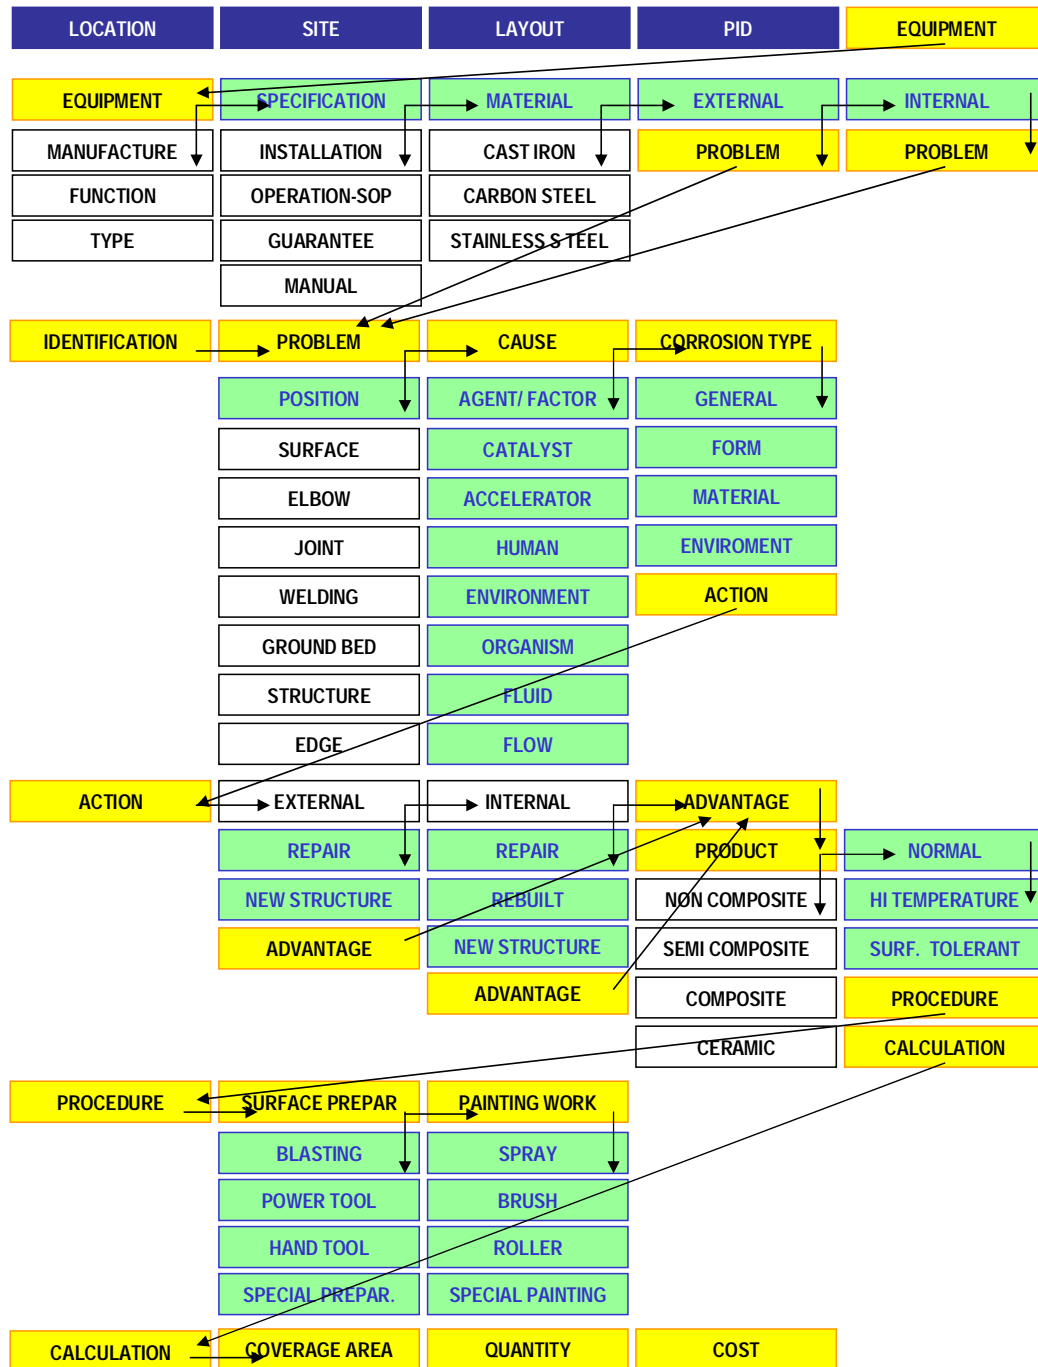 LOCATION SITE LAYOUT PID EQUIPMENT
EQUIPMENT SPECIFICATION MATERIAL EXTERNAL INTERNAL
MANUFACTURE INSTALLATION CAST IRON PROBLEM PROBLEM
FUNCTION OPERATION-SOP CARBON STEEL
TYPE GUARANTEE STAINLESS STEEL
MANUAL
IDENTIFICATION PROBLEM CAUSE CORROSION TYPE
POSITION AGENT/ FACTOR GENERAL
SURFACE CATALYST FORM
ELBOW ACCELERATOR MATERIAL
JOINT HUMAN ENVIROMENT
WELDING ENVIRONMENT ACTION
GROUND BED ORGANISM
STRUCTURE FLUID
EDGE FLOW
ACTION EXTERNAL INTERNAL ADVANTAGE
REPAIR REPAIR PRODUCT NORMAL
NEW STRUCTURE REBUILT NON COMPOSITE HI TEMPERATURE
ADVANTAGE NEW STRUCTURE SEMI COMPOSITE SURF. TOLERANT
ADVANTAGE COMPOSITE PROCEDURE
CERAMIC CALCULATION
PROCEDURE SURFACE PREPAR PAINTING WORK
BLASTING SPRAY
POWER TOOL BRUSH
HAND TOOL ROLLER
SPECIAL PREPAR. SPECIAL PAINTING
CALCULATION COVERAGE AREA QUANTITY COST